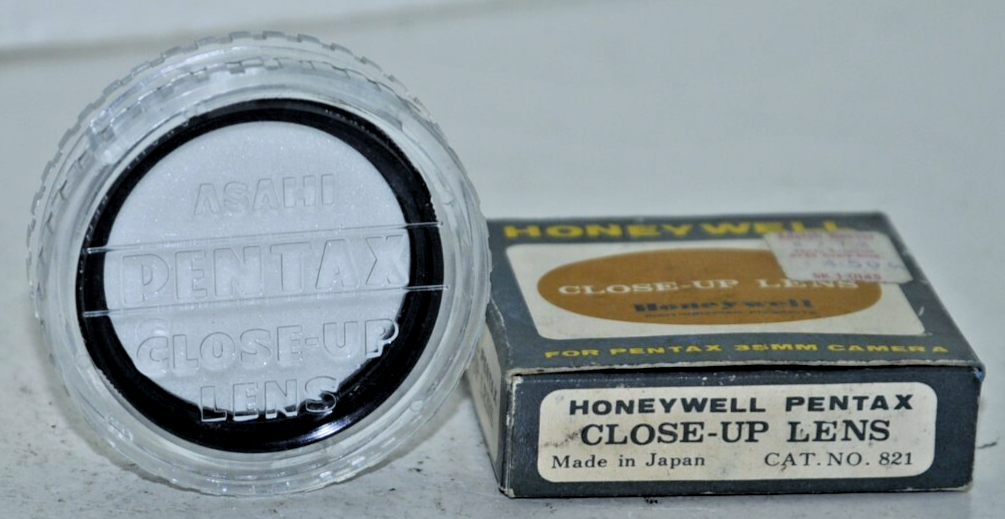 ASAHI
PENTAX
CLOSE-UP
LENS
HONEYWELL
CLOSE-UP LENS
Honeywell
FOR PENTAX 35MM CAMERA
HONEYWELL PENTAX
CLOSE-UP LENS
Made in Japan CAT. NO. 821